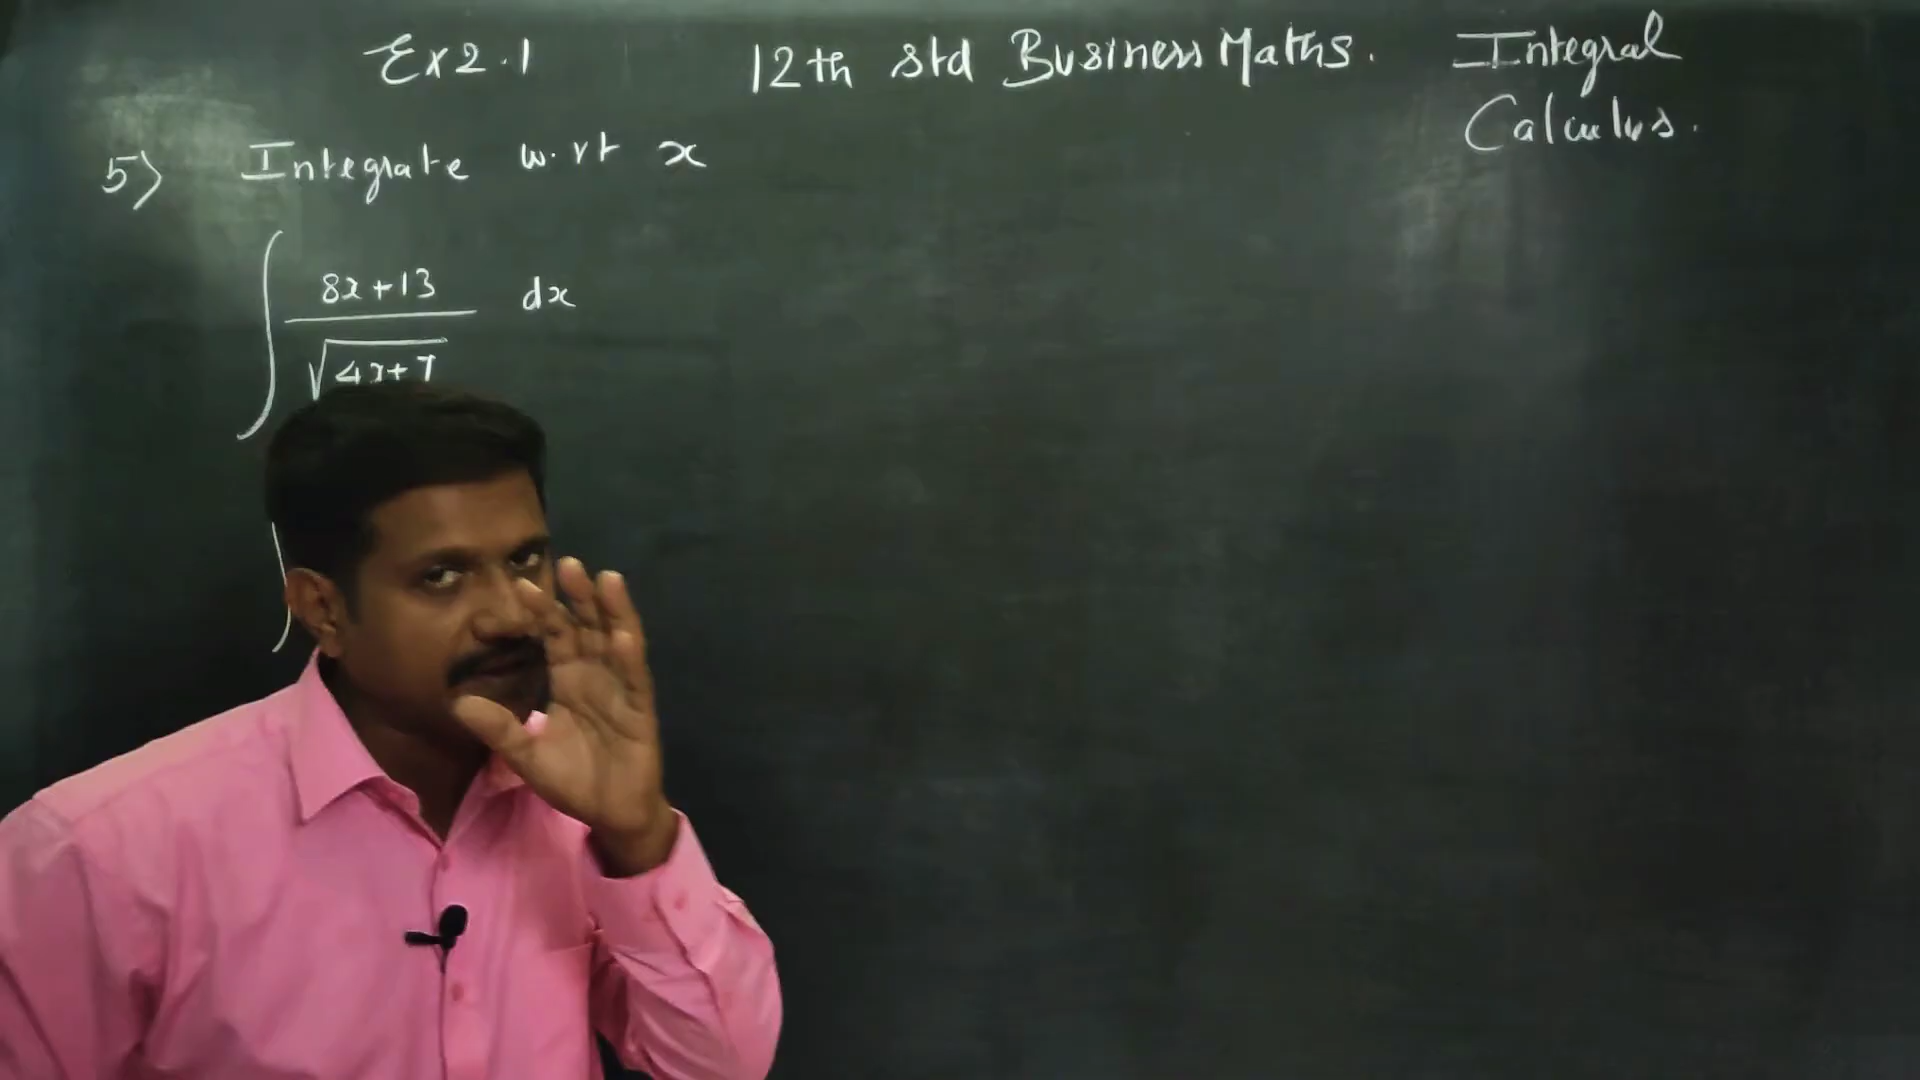 Ex 2.1 12th std Business Maths. Integral
Calculus.
5) Integrate w.r.t x
∫ 8x+13 dx
√4x+7